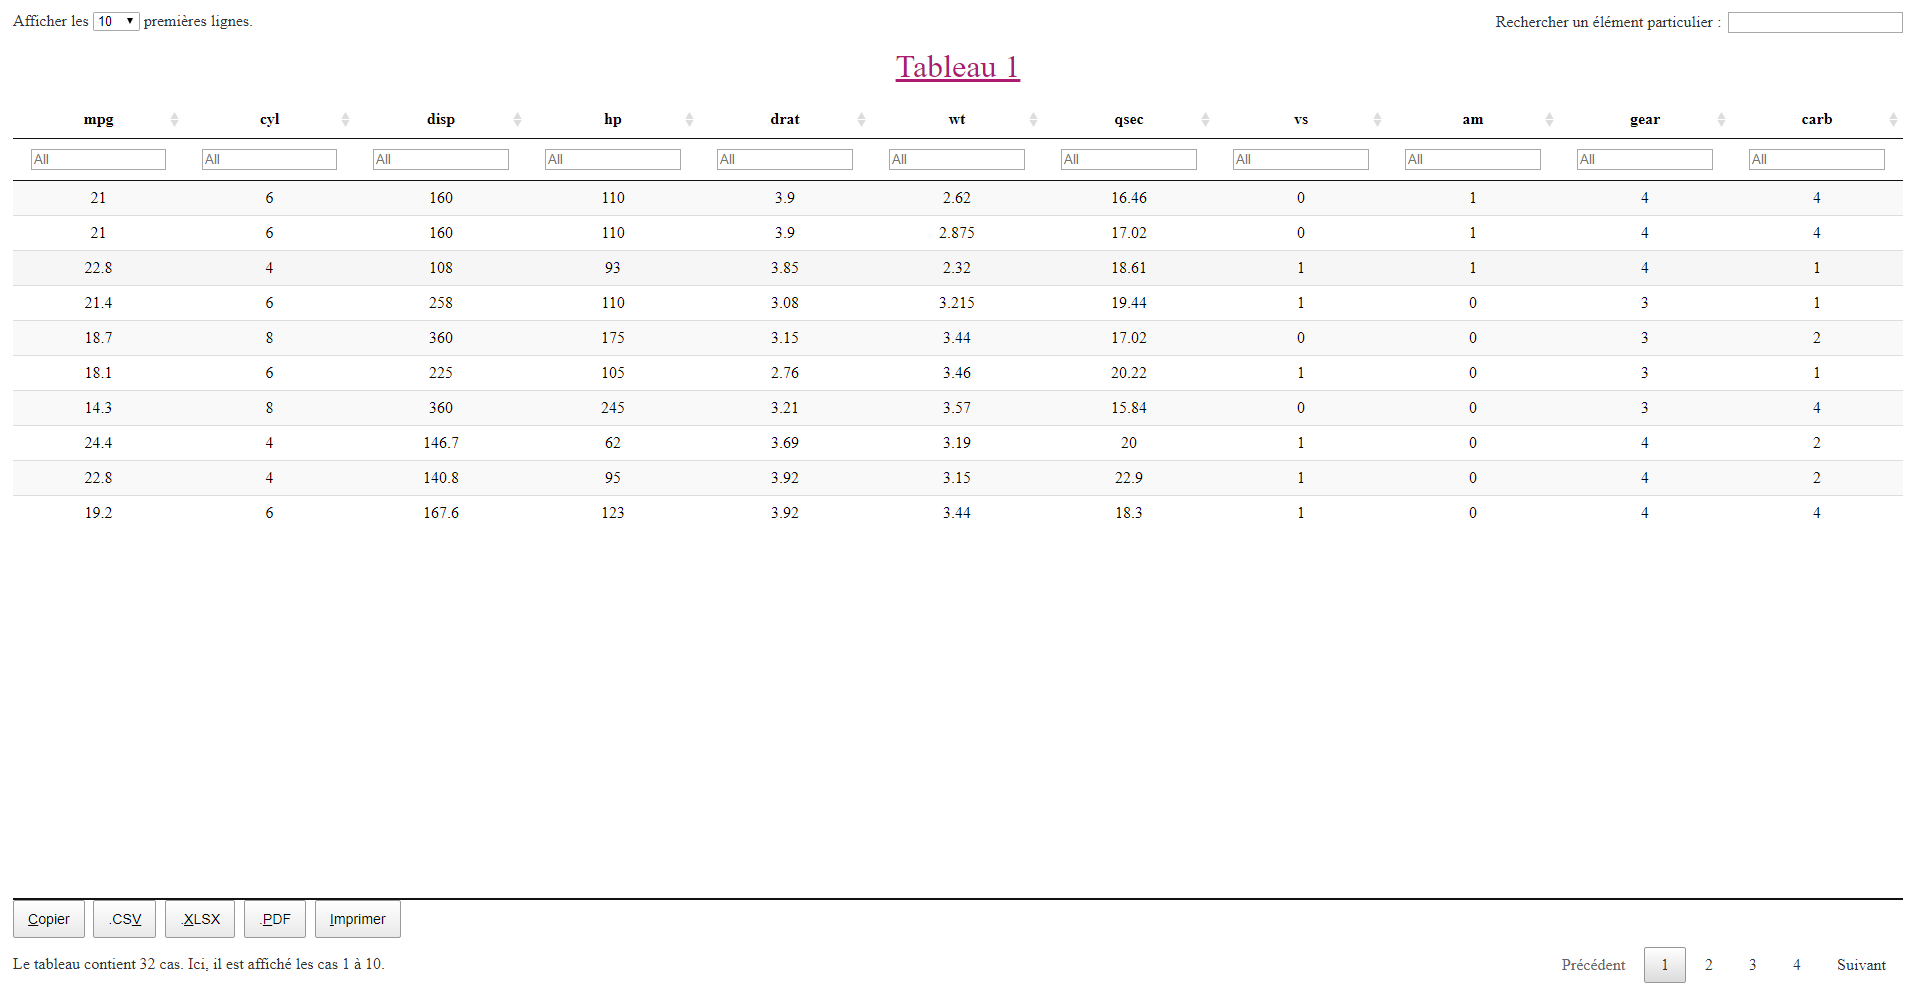 Afficher les 10 premières lignes. Rechercher un élément particulier :
Tableau 1
mpg cyl disp hp drat wt qsec vs am gear carb
All All All All All All All All All All All
21 6 160 110 3.9 2.62 16.46 0 1 4 4
21 6 160 110 3.9 2.875 17.02 0 1 4 4
22.8 4 108 93 3.85 2.32 18.61 1 1 4 1
21.4 6 258 110 3.08 3.215 19.44 1 0 3 1
18.7 8 360 175 3.15 3.44 17.02 0 0 3 2
18.1 6 225 105 2.76 3.46 20.22 1 0 3 1
14.3 8 360 245 3.21 3.57 15.84 0 0 3 4
24.4 4 146.7 62 3.69 3.19 20 1 0 4 2
22.8 4 140.8 95 3.92 3.15 22.9 1 0 4 2
19.2 6 167.6 123 3.92 3.44 18.3 1 0 4 4
Copier .CSV .XLSX .PDF Imprimer
Le tableau contient 32 cas. Ici, il est affiché les cas 1 à 10. Précédent 1 2 3 4 Suivant